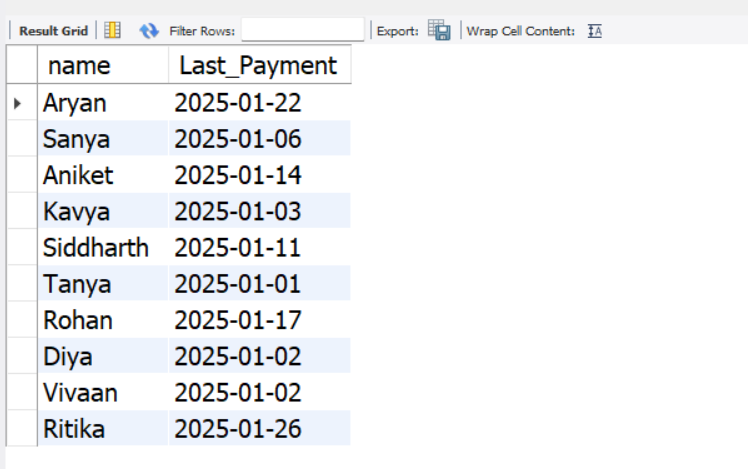 Result Grid Filter Rows: Export: Wrap Cell Content: IA
name Last_Payment
Aryan 2025-01-22
Sanya 2025-01-06
Aniket 2025-01-14
Kavya 2025-01-03
Siddharth 2025-01-11
Tanya 2025-01-01
Rohan 2025-01-17
Diya 2025-01-02
Vivaan 2025-01-02
Ritika 2025-01-26